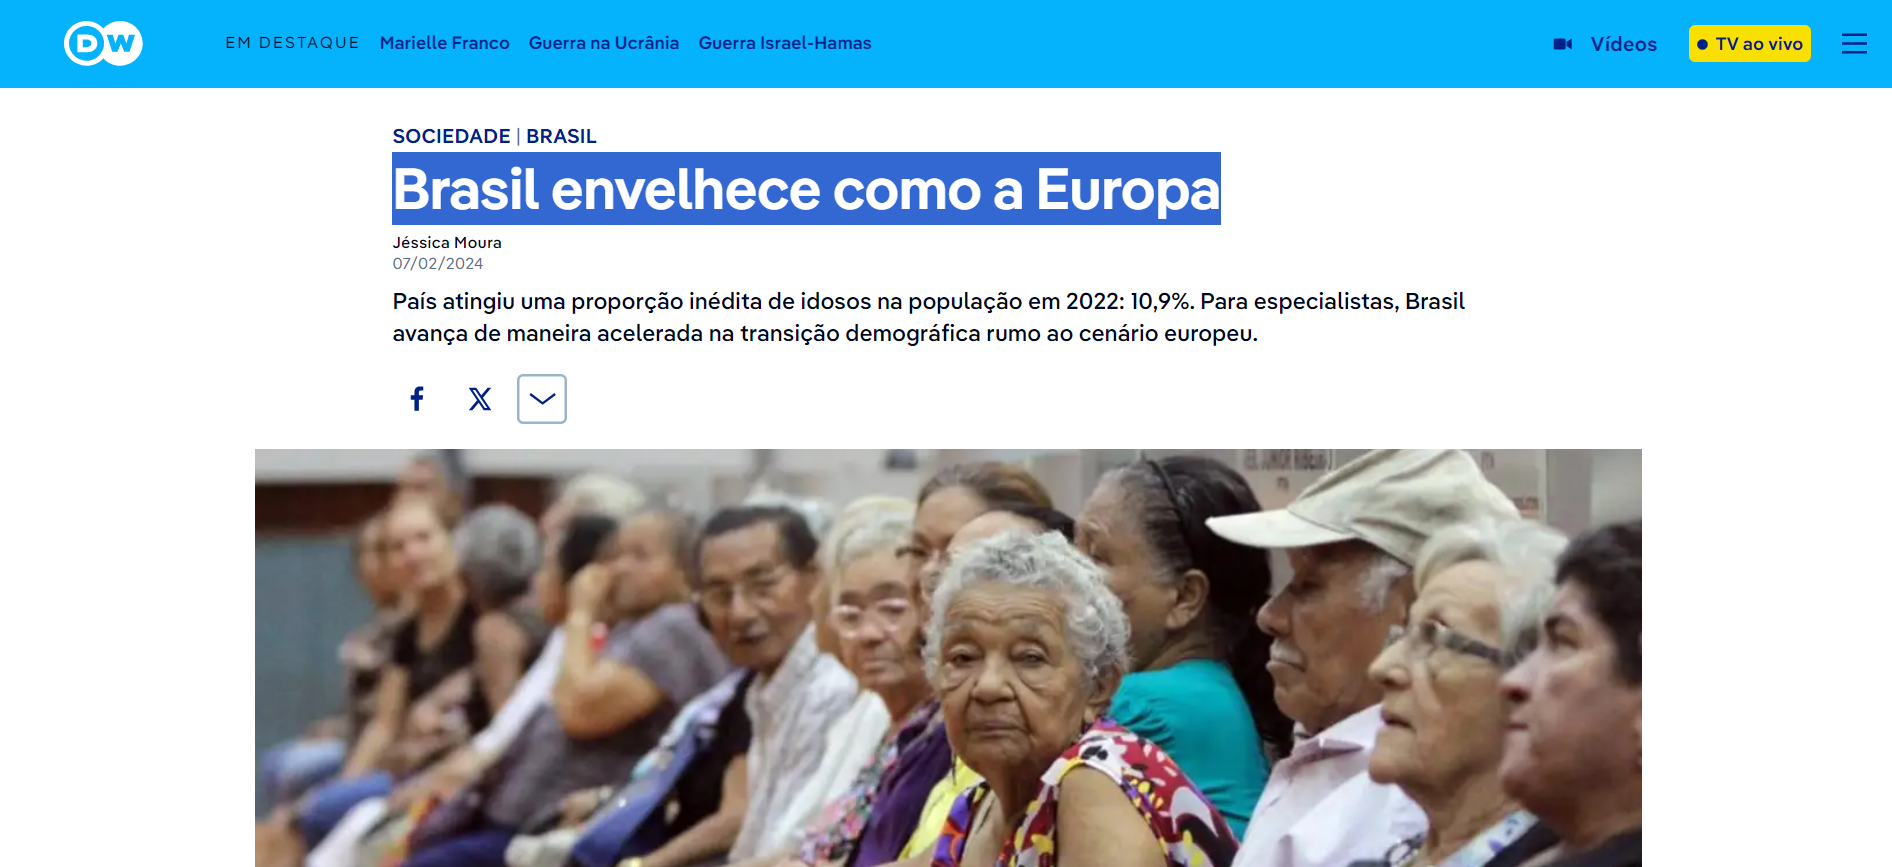 DW
EM DESTAQUE Marielle Franco Guerra na Ucrânia Guerra Israel-Hamas
Vídeos
TV ao vivo
SOCIEDADE | BRASIL
Brasil envelhece como a Europa
Jéssica Moura
07/02/2024
País atingiu uma proporção inédita de idosos na população em 2022: 10,9%. Para especialistas, Brasil
avança de maneira acelerada na transição demográfica rumo ao cenário europeu.